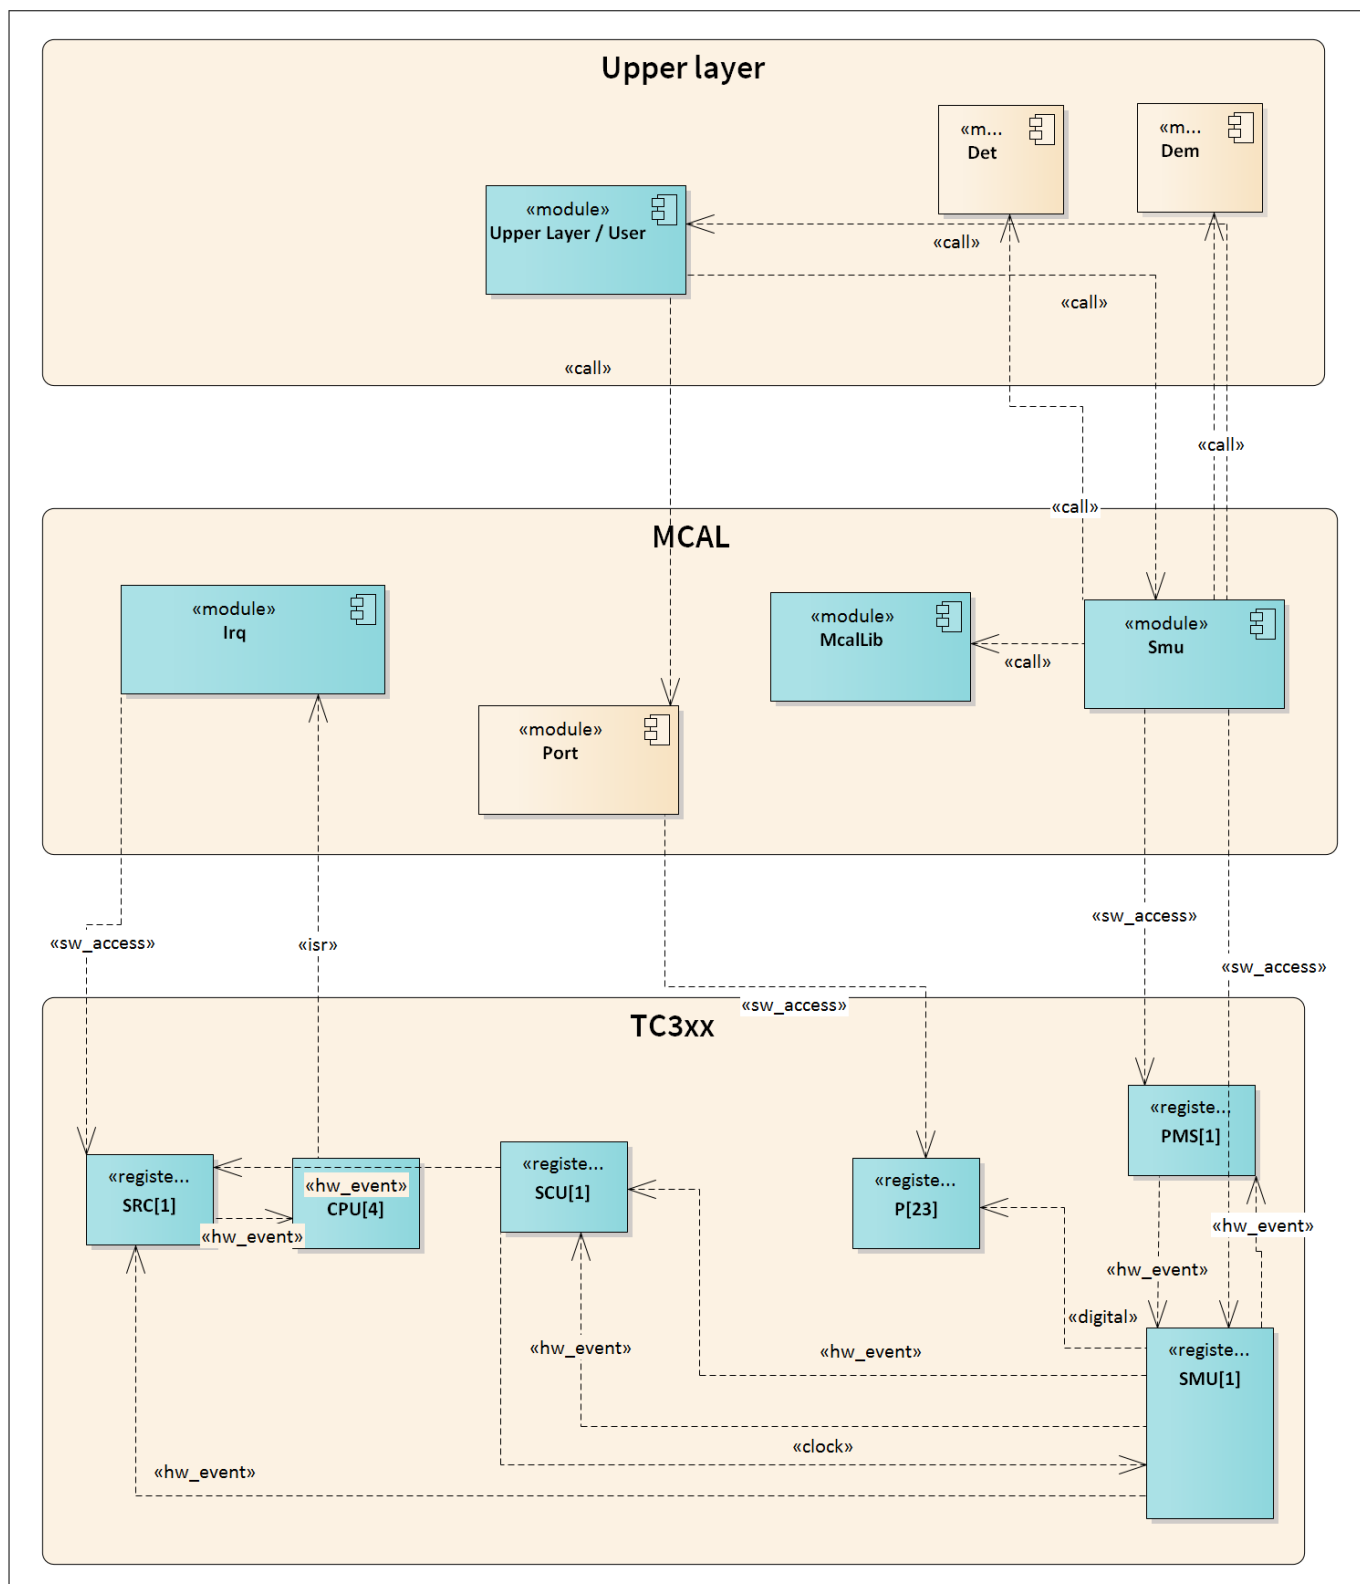 Upper layer
«m...
Det
«m...
Dem
«module»
Upper Layer / User
«call»
«call»
«call»
«call»
«call»
MCAL
«module»
Irq
«module»
McalLib
«module»
Smu
«call»
«module»
Port
«sw_access»
«isr»
«sw_access»
«sw_access»
«sw_access»
TC3xx
«registe...
PMS[1]
«registe...
SRC[1]
«hw_event»
CPU[4]
«registe...
SCU[1]
«registe...
P[23]
«hw_event»
«hw_event»
«hw_event»
«digital»
«hw_event»
«hw_event»
«registe...
SMU[1]
«clock»
«hw_event»